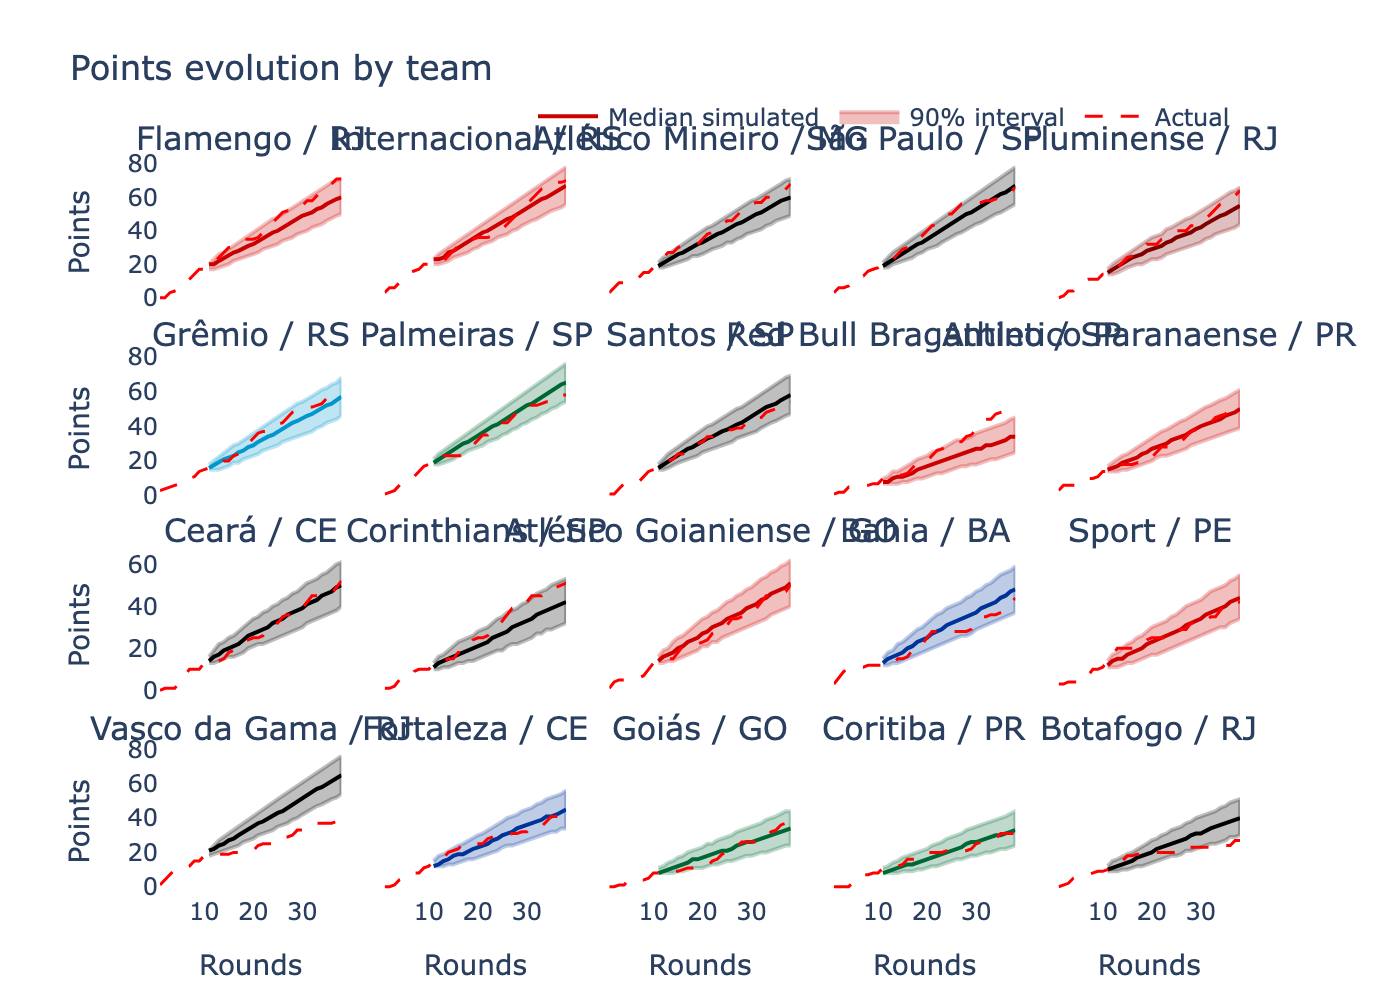 Points evolution by team
Median simulated 90% interval Actual
Flamengo / RJ Internacional / RS Atlético Mineiro / MG São Paulo / SP Fluminense / RJ
80
60
40
20
0
Points
Grêmio / RS Palmeiras / SP Santos / SP Red Bull Bragantino / SP Athletico Paranaense / PR
80
60
40
20
0
Points
Ceará / CE Corinthians / SP Atlético Goianiense / GO Bahia / BA Sport / PE
60
40
20
0
Points
Vasco da Gama / RJ Fortaleza / CE Goiás / GO Coritiba / PR Botafogo / RJ
80
60
40
20
0
Points
10 20 30 10 20 30 10 20 30 10 20 30 10 20 30
Rounds Rounds Rounds Rounds Rounds